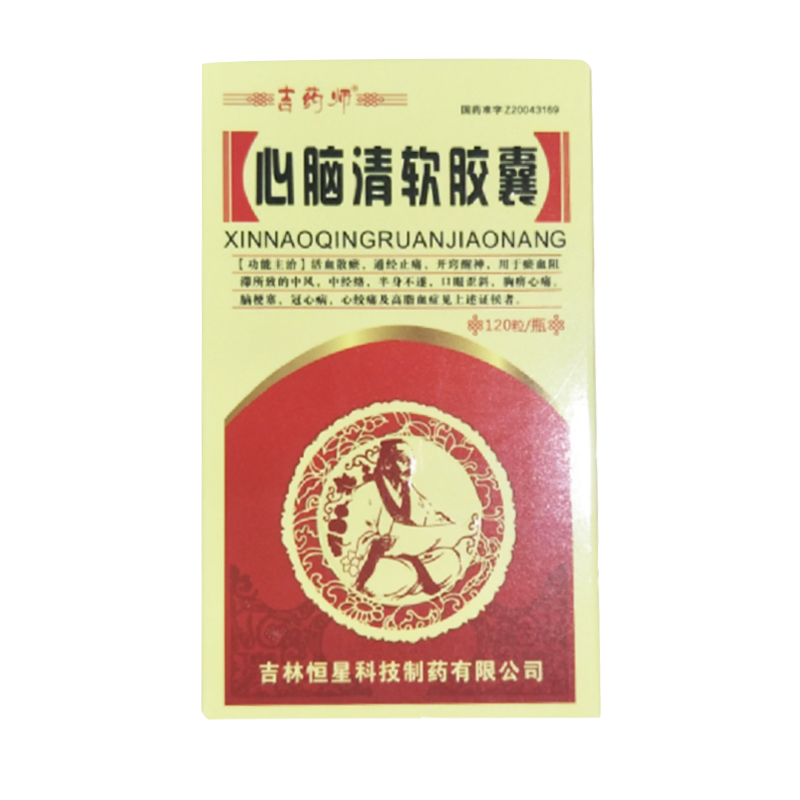 吉药师®
国药准字Z20043169
心脑清软胶囊
XINNAOQINGRUANJIAONANG
【功能主治】活血散瘀，通经止痛，开窍醒神，用于瘀血阻
滞所致的中风，中经络，半身不遂，口眼歪斜，胸痹心痛，
脑梗塞，冠心病，心绞痛及高脂血症见上述证候者。
120粒/瓶
吉林恒星科技制药有限公司